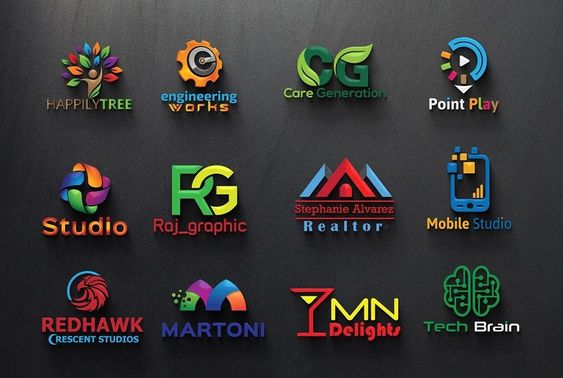 HAPPILYTREE
engineering
works
CG
Care Generation
Point Play
Studio
RG
Raj_graphic
Stephanie Alvarez
Realtor
Mobile Studio
REDHAWK
CRESCENT STUDIOS
MARTONI
MN
Delights
Tech Brain